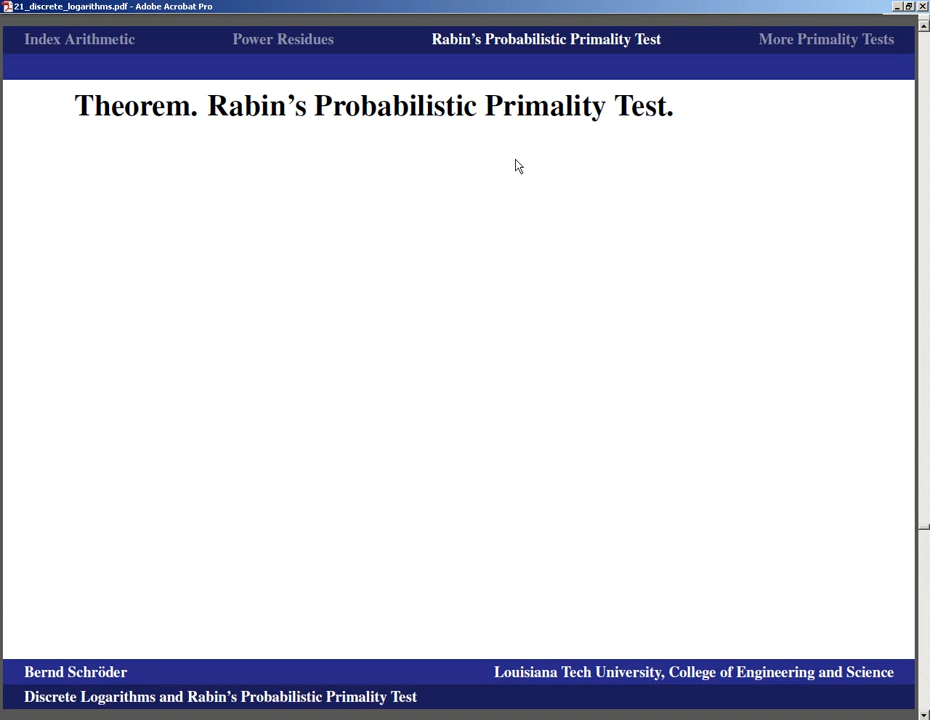 21_discrete_logarithms.pdf - Adobe Acrobat Pro
Index Arithmetic Power Residues Rabin's Probabilistic Primality Test More Primality Tests
Theorem. Rabin's Probabilistic Primality Test.
Bernd Schröder Louisiana Tech University, College of Engineering and Science
Discrete Logarithms and Rabin's Probabilistic Primality Test